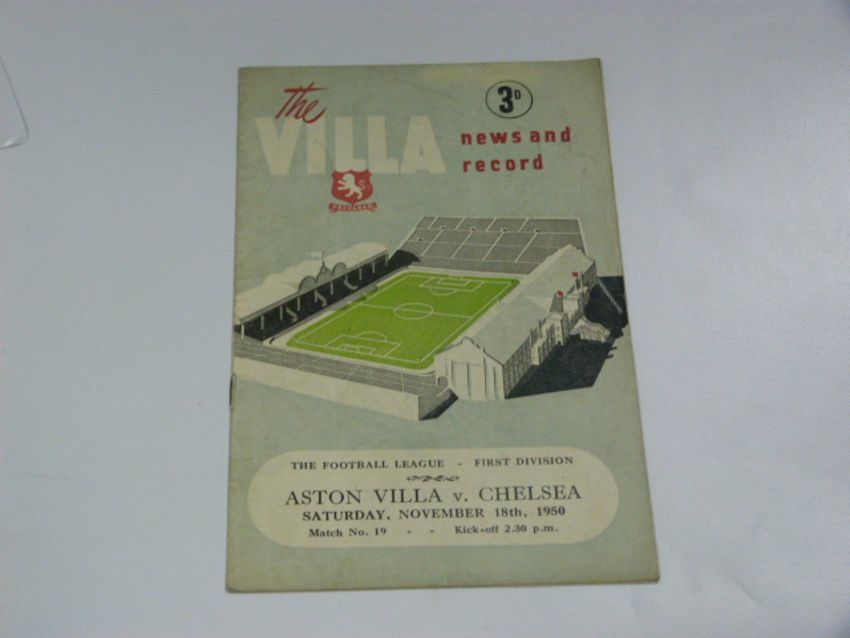 The
VILLA
3D
news and
record
PREPARED
THE FOOTBALL LEAGUE - FIRST DIVISION
ASTON VILLA v. CHELSEA
SATURDAY, NOVEMBER 18th, 1950
Match No. 19 - - Kick-off 2.30 p.m.